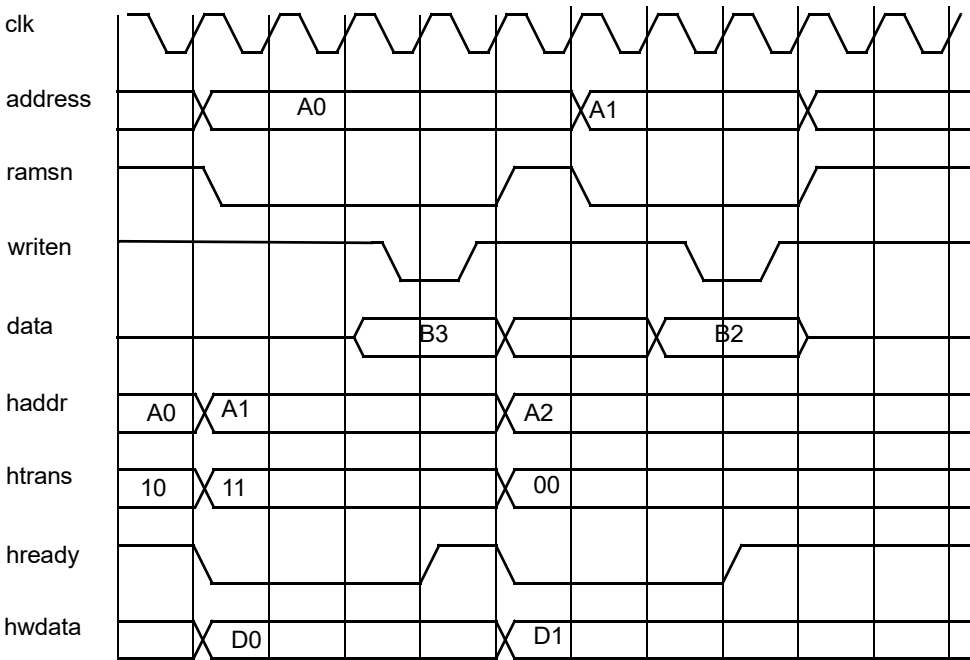 clk
address A0 A1
ramsn
writen
data B3 B2
haddr A0 A1 A2
htrans 10 11 00
hready
hwdata D0 D1